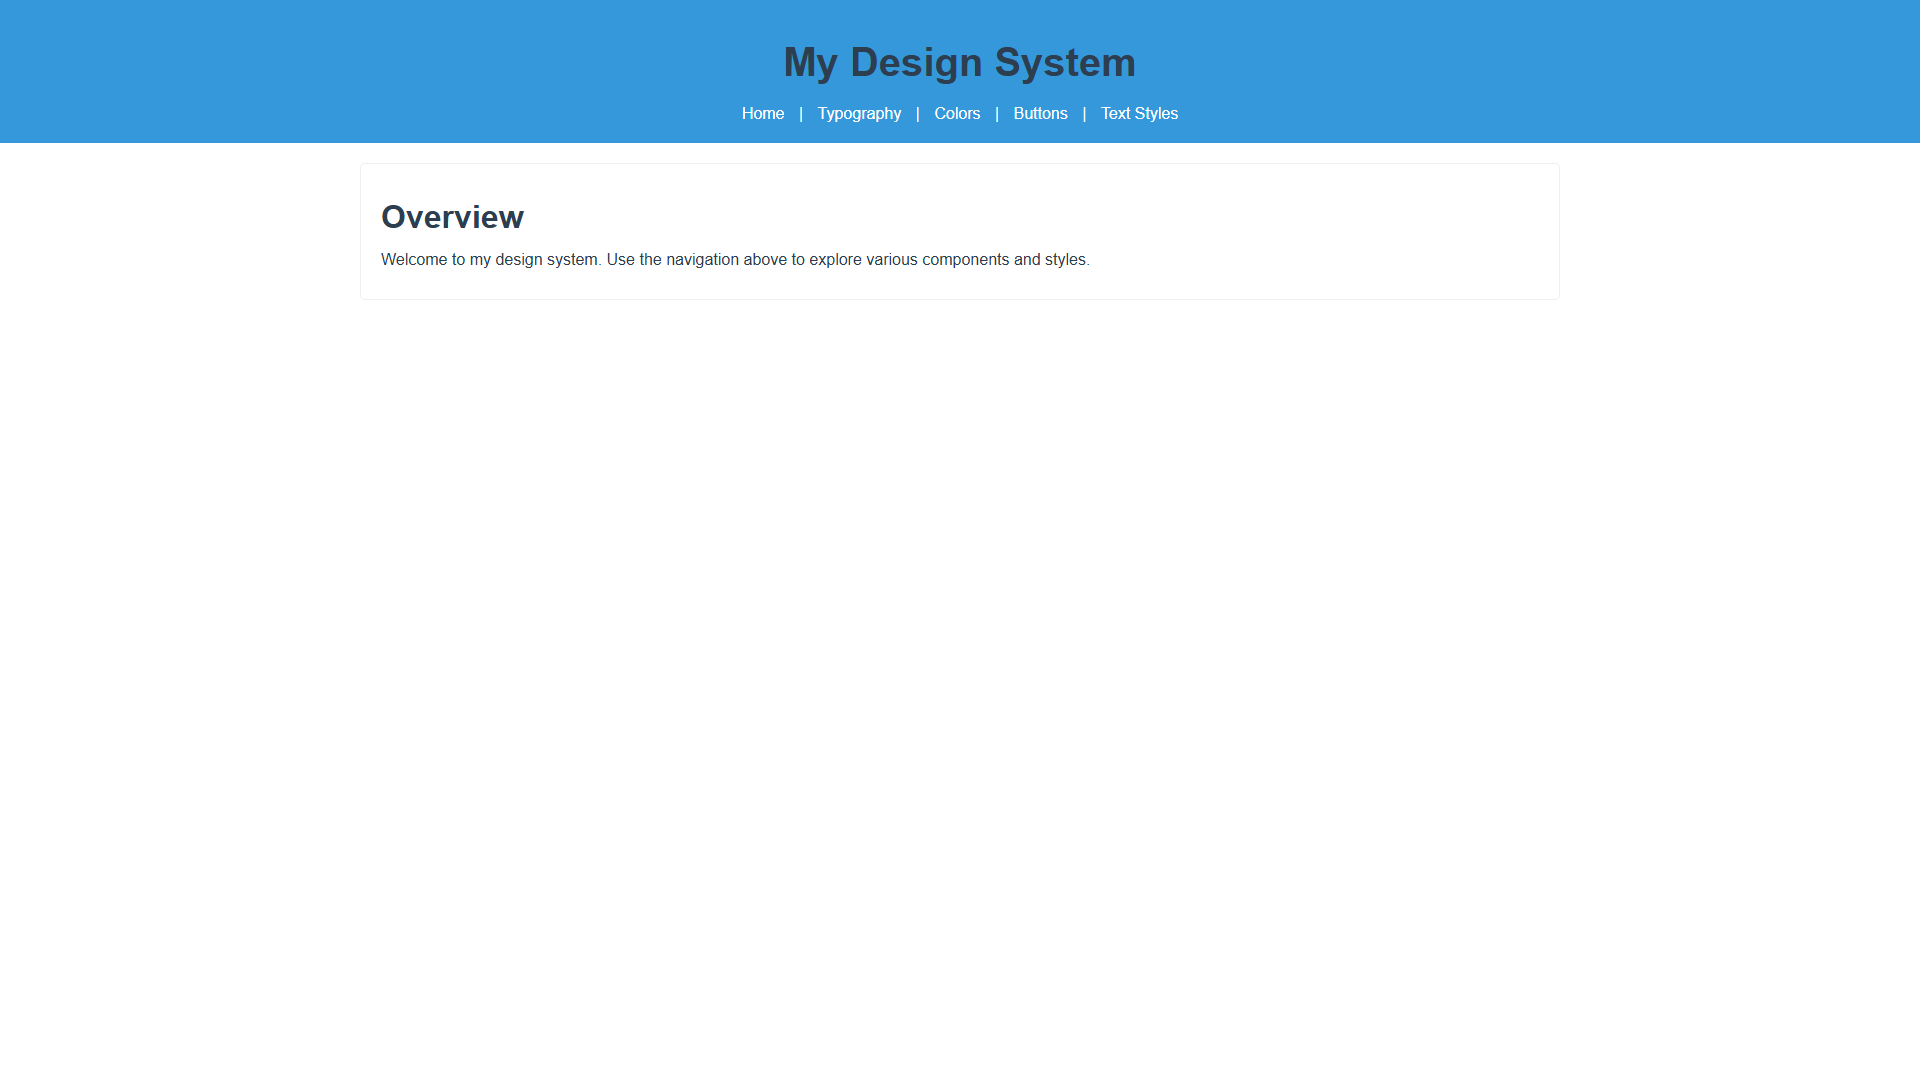 My Design System
Home | Typography | Colors | Buttons | Text Styles
Overview
Welcome to my design system. Use the navigation above to explore various components and styles.